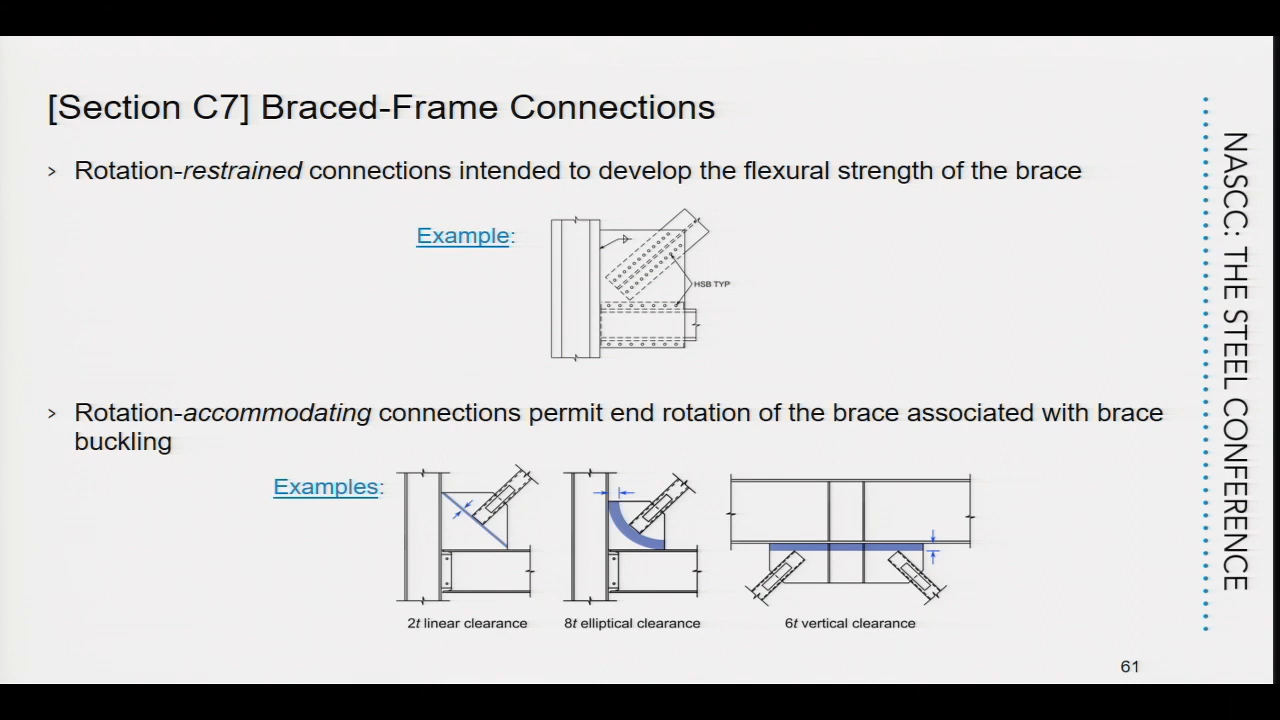 [Section C7] Braced-Frame Connections
› Rotation-restrained connections intended to develop the flexural strength of the brace
Example:
HSB TYP
› Rotation-accommodating connections permit end rotation of the brace associated with brace
buckling
Examples:
2t linear clearance
8t elliptical clearance
6t vertical clearance
61
NASCC: THE STEEL CONFERENCE